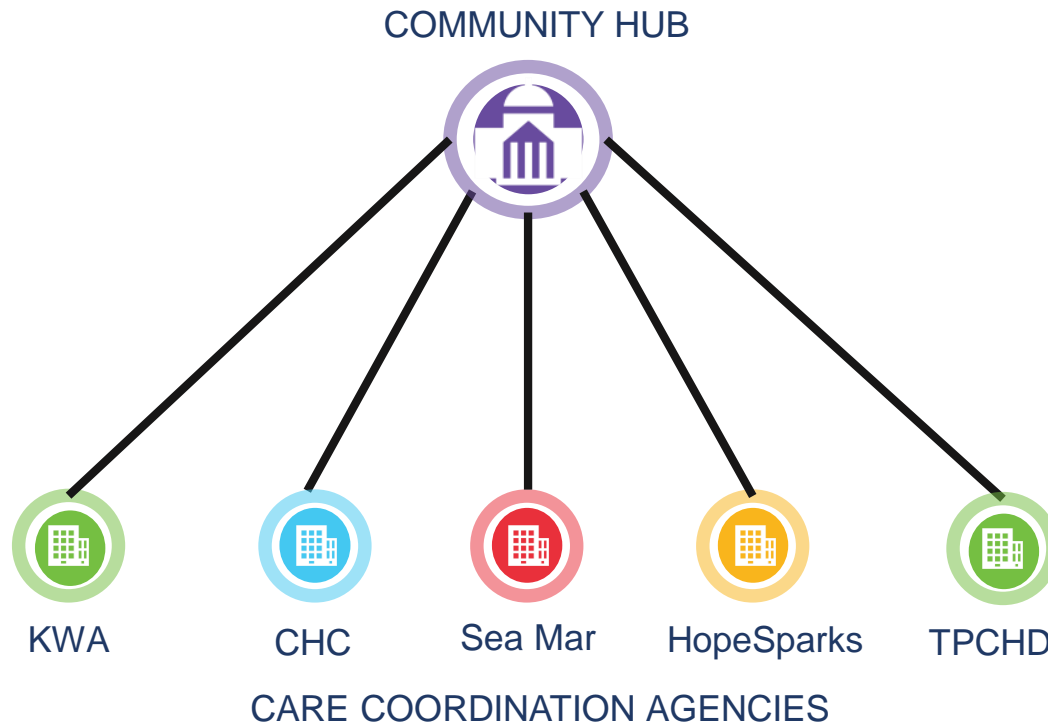 COMMUNITY HUB
KWA
CHC
Sea Mar
HopeSparks
TPCHD
CARE COORDINATION AGENCIES